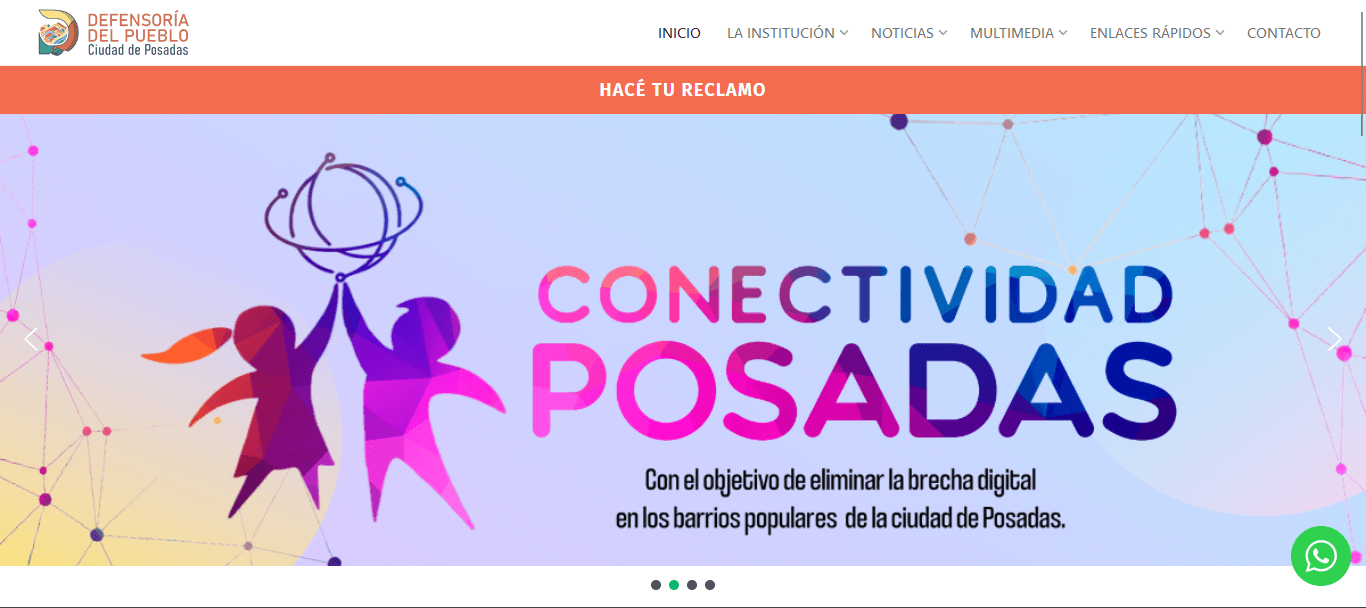 DEFENSORÍA
DEL PUEBLO
Ciudad de Posadas
INICIO
LA INSTITUCIÓN
NOTICIAS
MULTIMEDIA
ENLACES RÁPIDOS
CONTACTO
HACÉ TU RECLAMO
CONECTIVIDAD
POSADAS
Con el objetivo de eliminar la brecha digital
en los barrios populares de la ciudad de Posadas.